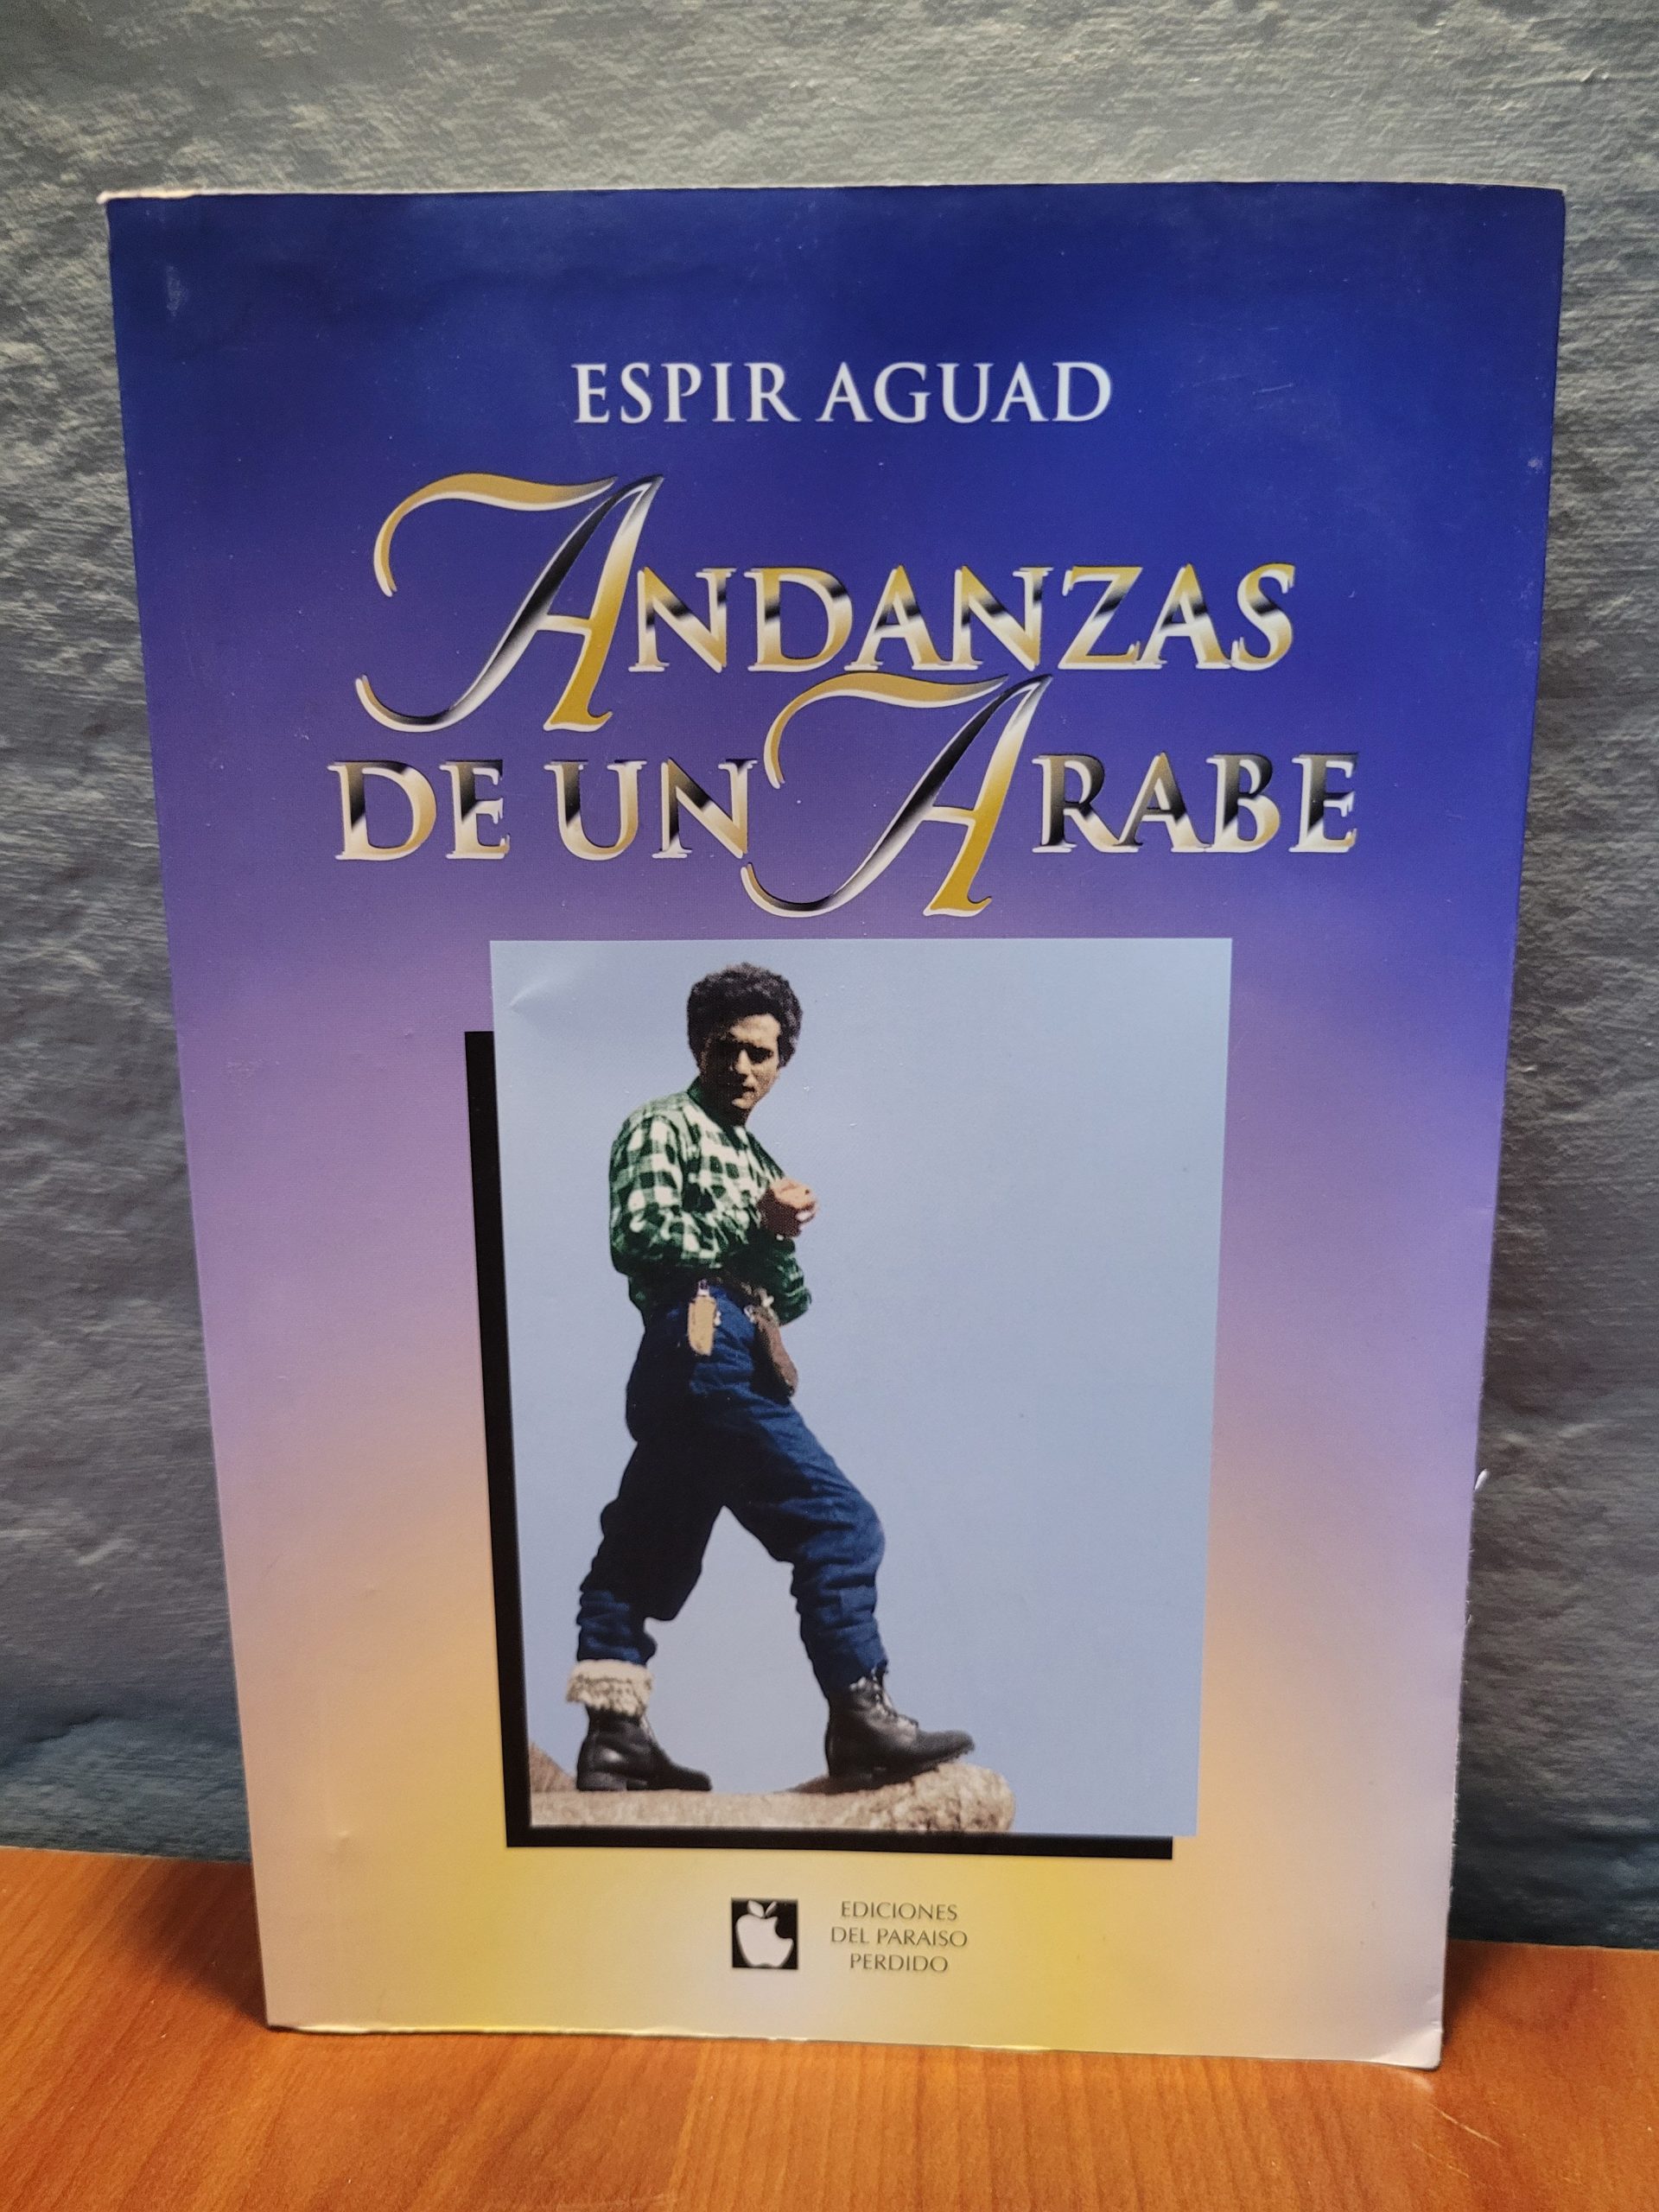 ESPIR AGUAD
ANDANZAS
DE UN ARABE
EDICIONES
DEL PARAISO
PERDIDO